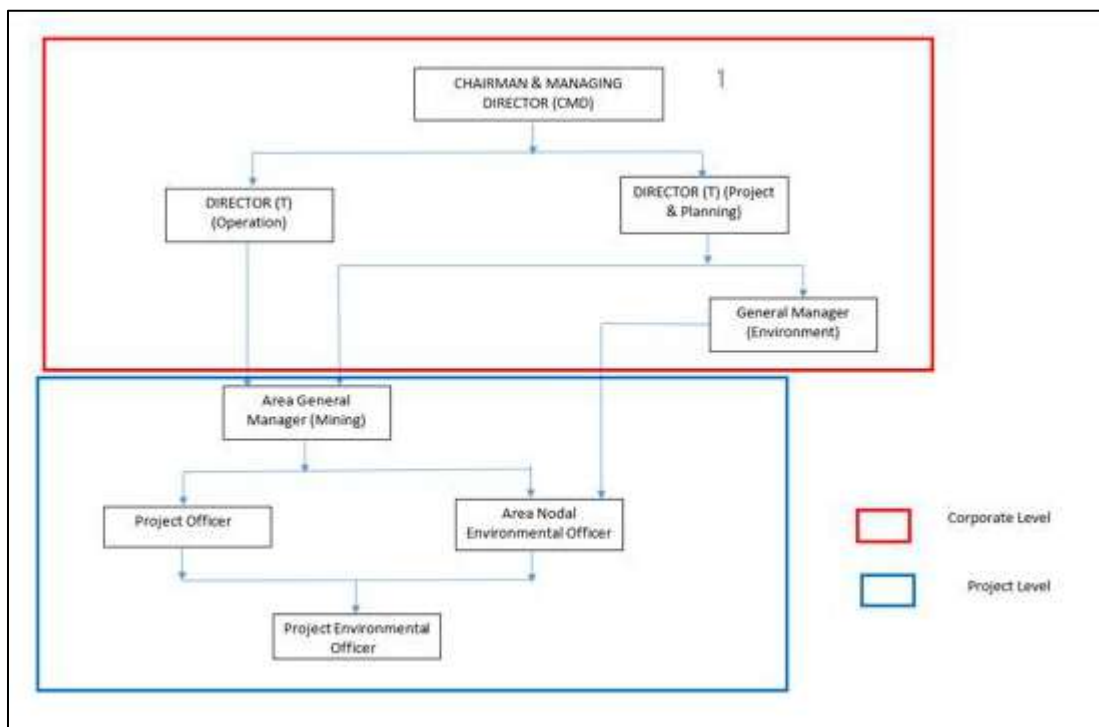 CHAIRMAN & MANAGING
DIRECTOR (CMD)
1
DIRECTOR (T)
(Operation)
DIRECTOR (T) (Project
& Planning)
General Manager
(Environment)
Area General
Manager (Mining)
Project Officer
Area Nodal
Environmental Officer
Project Environmental
Officer
Corporate Level
Project Level